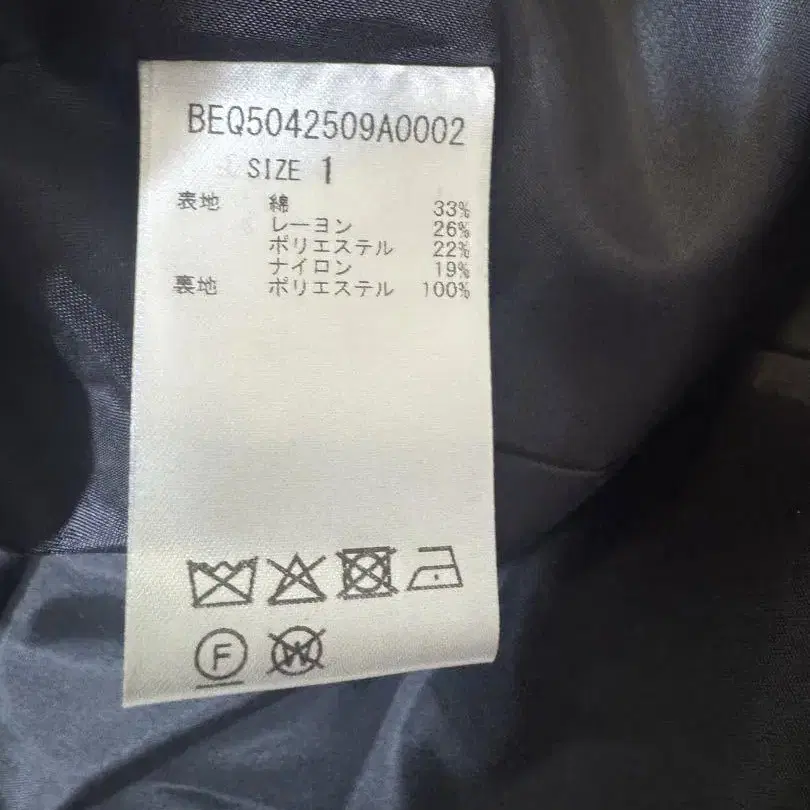 BEQ5042509A0002
SIZE 1
表地 綿 33%
レーヨン 26%
ポリエステル 22%
ナイロン 19%
裏地 ポリエステル 100%
F W